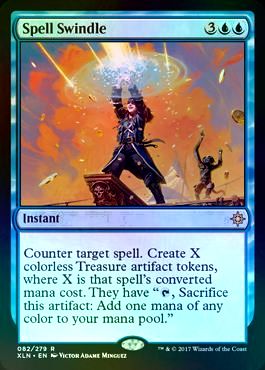 Spell Swindle 3
Instant
Counter target spell. Create X
colorless Treasure artifact tokens,
where X is that spell's converted
mana cost. They have “, Sacrifice
this artifact: Add one mana of any
color to your mana pool.”
082/279 R
XLN • EN Victor Adame Minguez
™ & © 2017 Wizards of the Coast